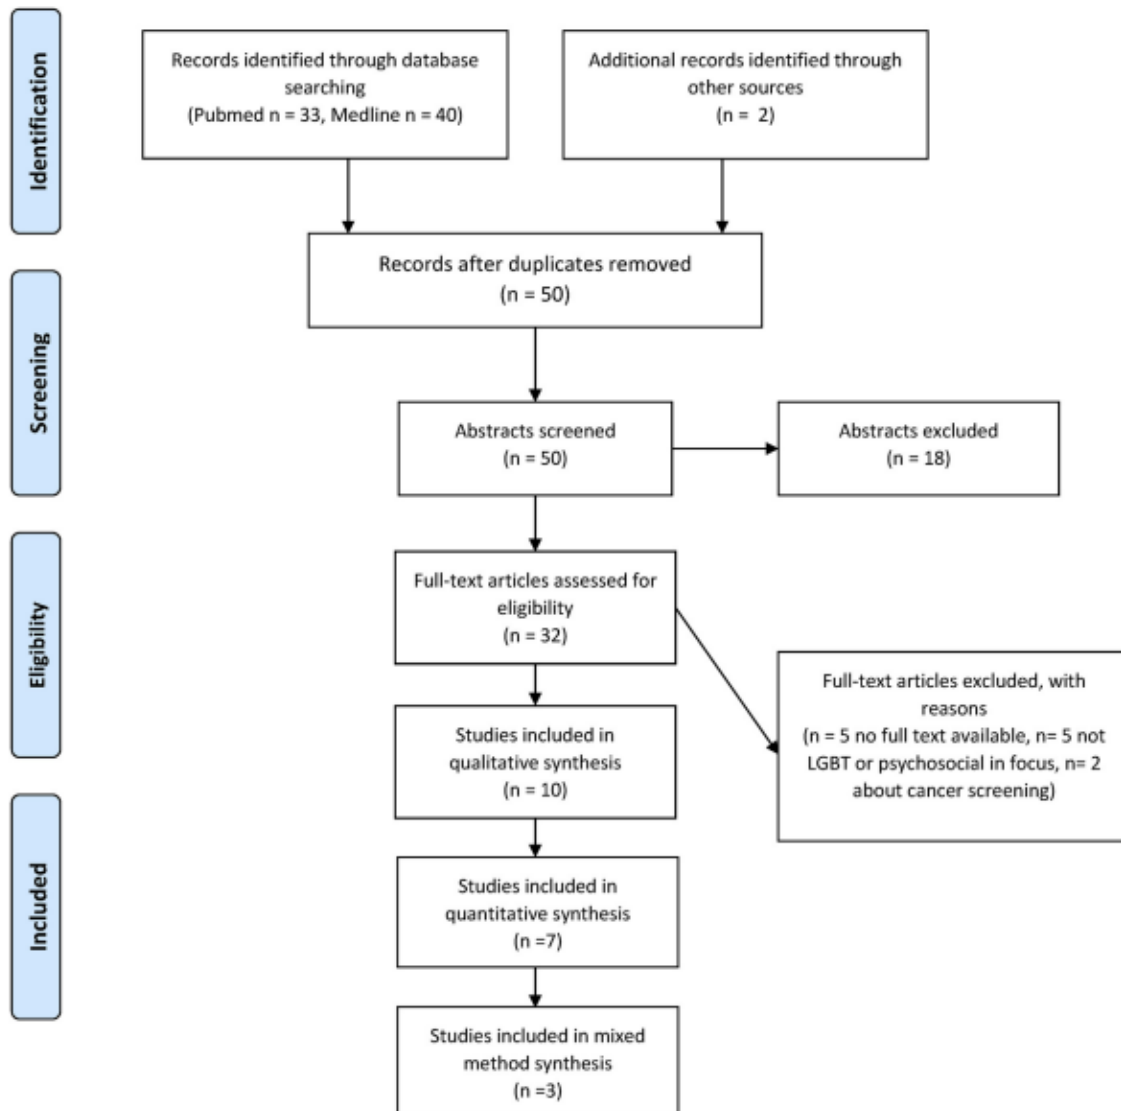 Identification
Records identified through database
searching
(Pubmed n = 33, Medline n = 40)
Additional records identified through
other sources
(n = 2)
Records after duplicates removed
(n = 50)
Screening
Abstracts screened
(n = 50)
Abstracts excluded
(n = 18)
Eligibility
Full-text articles assessed for
eligibility
(n = 32)
Full-text articles excluded, with
reasons
(n = 5 no full text available, n= 5 not
LGBT or psychosocial in focus, n= 2
about cancer screening)
Studies included in
qualitative synthesis
(n = 10)
Included
Studies included in
quantitative synthesis
(n =7)
Studies included in mixed
method synthesis
(n =3)